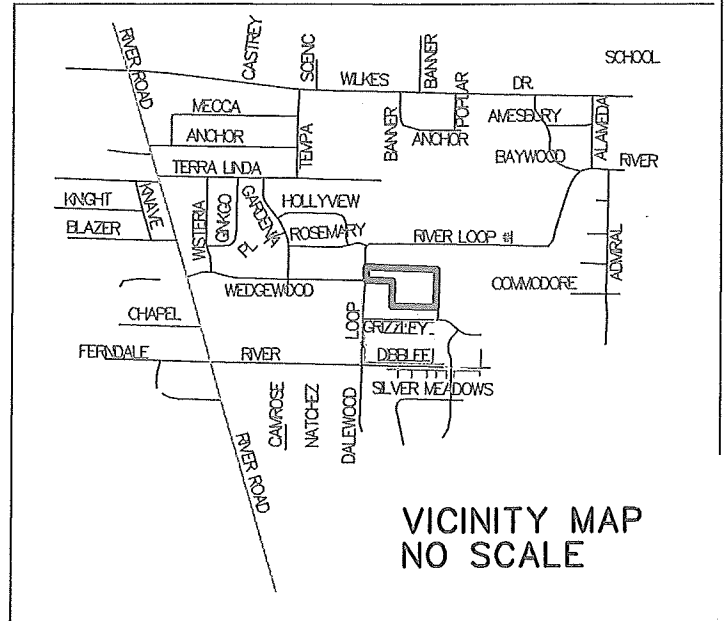 RIVER ROAD
CASTREY
SCENIC
BANNER
SCHOOL
WILKES
DR.
MECCA
ANCHOR
TEMPA
BANNER
ANCHOR
POPLAR
AMESBURY
ALAMEDA
BAYWOOD
RIVER
TERRA LINDA
KNIGHT
KNAVE
BLAZER
WISTERIA
GINKGO
GARDENIA
PL
HOLLYVIEW
ROSEMARY
RIVER LOOP #1
ADMIRAL
COMMODORE
WEDGEWOOD
CHAPEL
LOOP
GRIZZLEY
FERNDALE
RIVER
DIBBLEE
SILVER MEADOWS
CAMROSE
NATCHEZ
DALEWOOD
RIVER ROAD
VICINITY MAP
NO SCALE